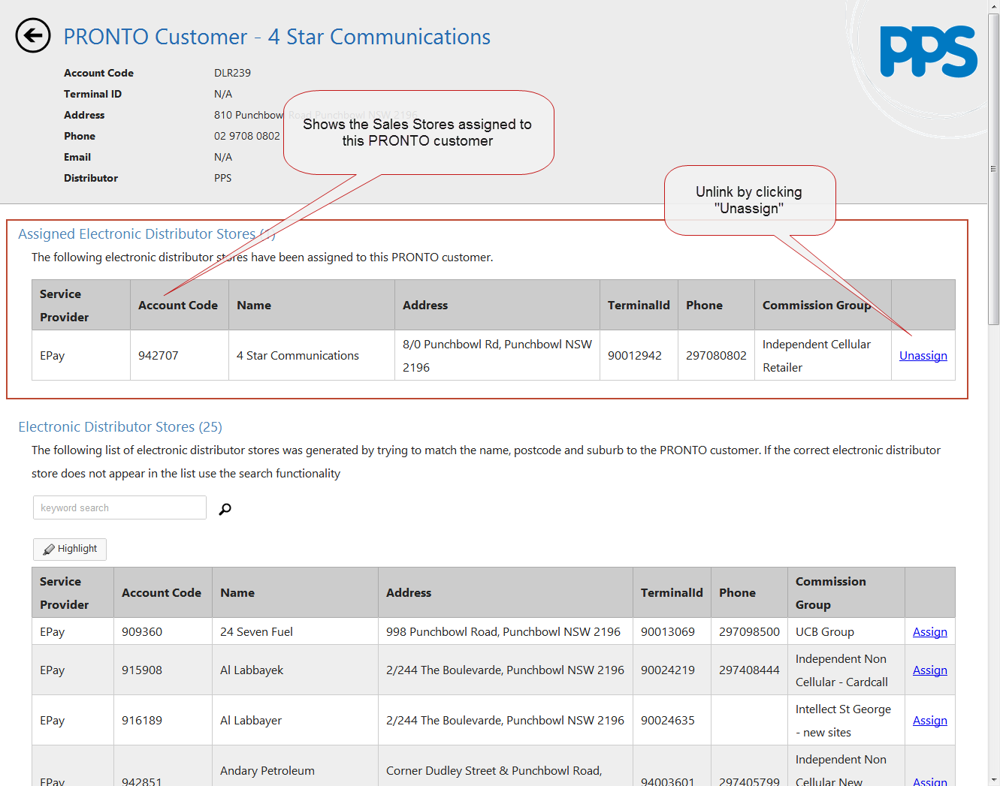 PRONTO Customer - 4 Star Communications
PPS
Account Code DLR239
Terminal ID N/A
Address 810 Punchbowl Road Punchbowl NSW 2196
Phone 02 9708 0802
Email N/A
Distributor PPS
Shows the Sales Stores assigned to
this PRONTO customer
Unlink by clicking
"Unassign"
Assigned Electronic Distributor Stores (1)
The following electronic distributor stores have been assigned to this PRONTO customer.
Service
Provider
Account Code
Name
Address
TerminalId
Phone
Commission Group
EPay
942707
4 Star Communications
8/0 Punchbowl Rd, Punchbowl NSW
2196
90012942
297080802
Independent Cellular
Retailer
Unassign
Electronic Distributor Stores (25)
The following list of electronic distributor stores was generated by trying to match the name, postcode and suburb to the PRONTO customer. If the correct electronic distributor
store does not appear in the list use the search functionality
keyword search
Highlight
Service
Provider
Account Code
Name
Address
TerminalId
Phone
Commission
Group
EPay
909360
24 Seven Fuel
998 Punchbowl Road, Punchbowl NSW 2196
90013069
297098500
UCB Group
Assign
EPay
915908
Al Labbayek
2/244 The Boulevarde, Punchbowl NSW 2196
90024219
297408444
Independent Non
Cellular - Cardcall
Assign
EPay
916189
Al Labbayer
2/244 The Boulevarde, Punchbowl NSW 2196
90024635
Intellect St George
- new sites
Assign
EPay
942851
Andary Petroleum
Corner Dudley Street & Punchbowl Road,
94003601
297405799
Independent Non
Cellular New
Assign